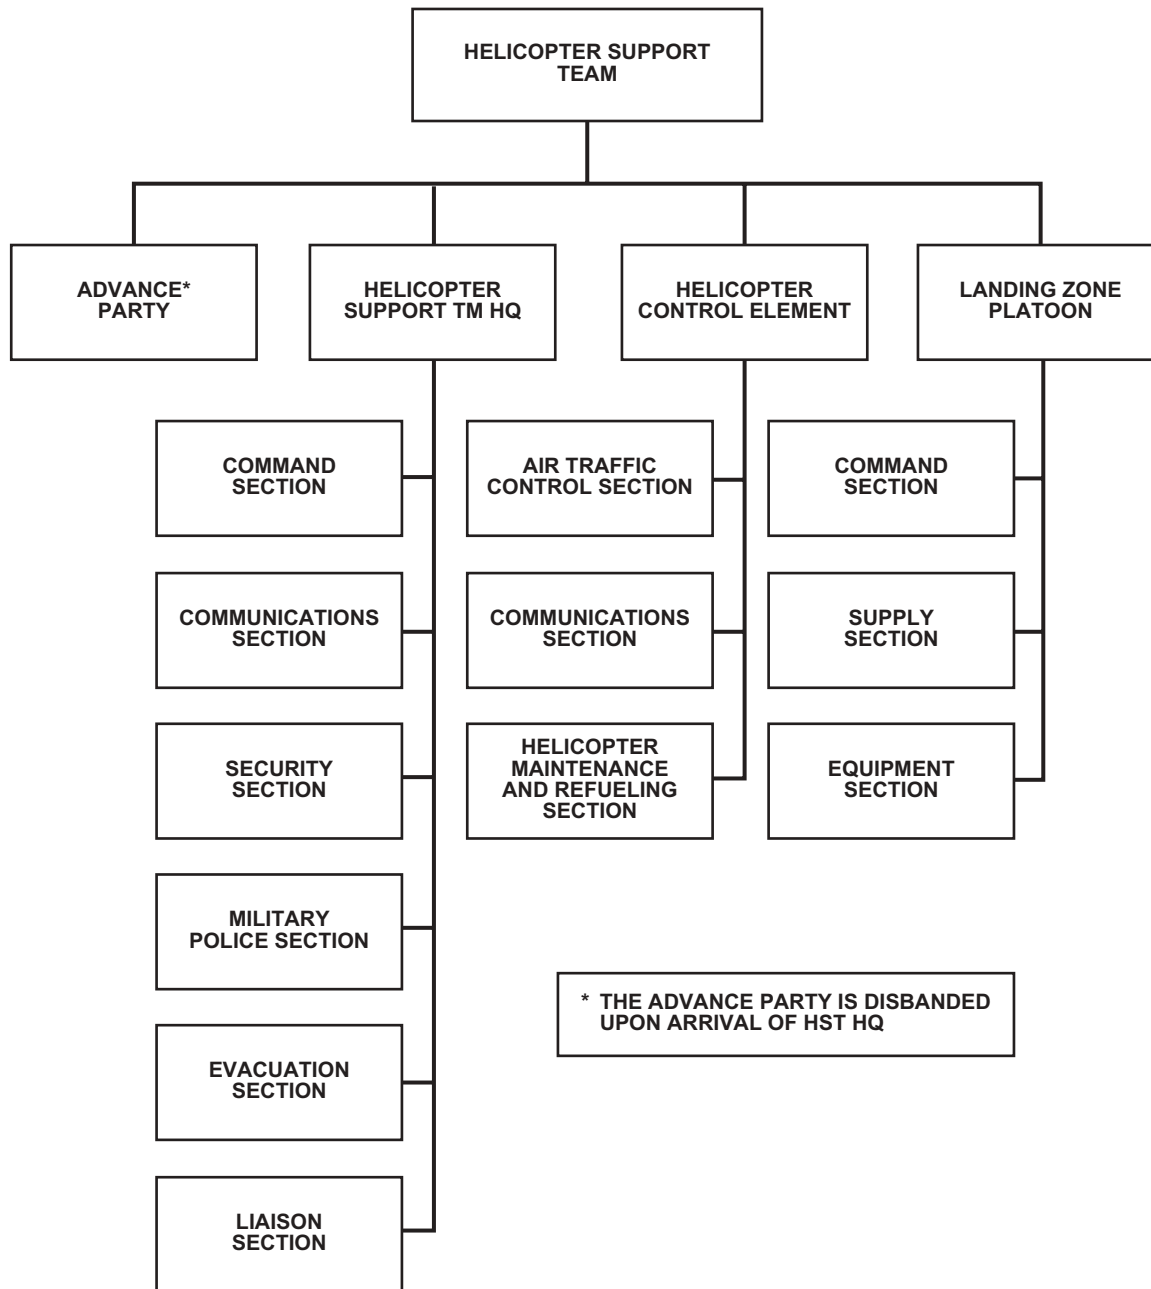 HELICOPTER SUPPORT
TEAM
ADVANCE*
PARTY
HELICOPTER
SUPPORT TM HQ
HELICOPTER
CONTROL ELEMENT
LANDING ZONE
PLATOON
COMMAND
SECTION
COMMUNICATIONS
SECTION
SECURITY
SECTION
MILITARY
POLICE SECTION
EVACUATION
SECTION
LIAISON
SECTION
AIR TRAFFIC
CONTROL SECTION
COMMUNICATIONS
SECTION
HELICOPTER
MAINTENANCE
AND REFUELING
SECTION
COMMAND
SECTION
SUPPLY
SECTION
EQUIPMENT
SECTION
* THE ADVANCE PARTY IS DISBANDED
UPON ARRIVAL OF HST HQ